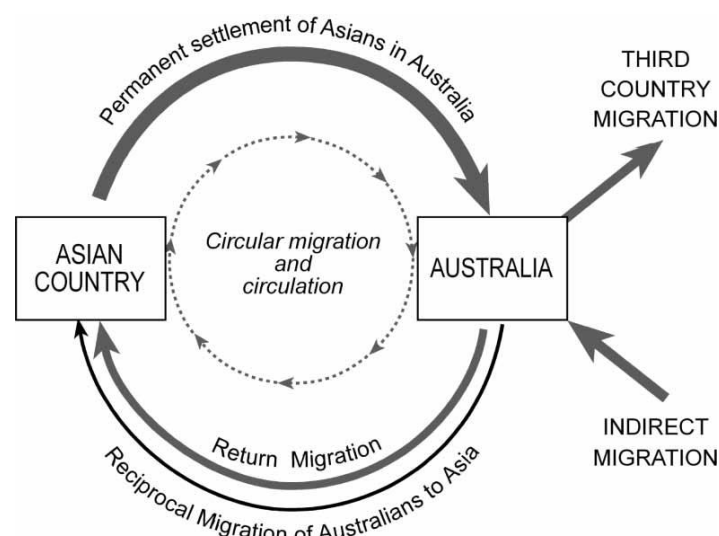 Permanent settlement of Asians in Australia
THIRD
COUNTRY
MIGRATION
ASIAN
COUNTRY
Circular migration
and
circulation
AUSTRALIA
Return Migration
Reciprocal Migration of Australians to Asia
INDIRECT
MIGRATION